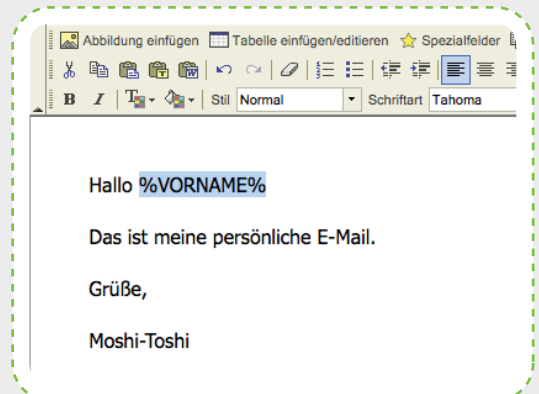 Abbildung einfügen Tabelle einfügen/editieren Spezialfelder
B I T Stil Normal Schriftart Tahoma
Hallo %VORNAME%
Das ist meine persönliche E-Mail.
Grüße,
Moshi-Toshi